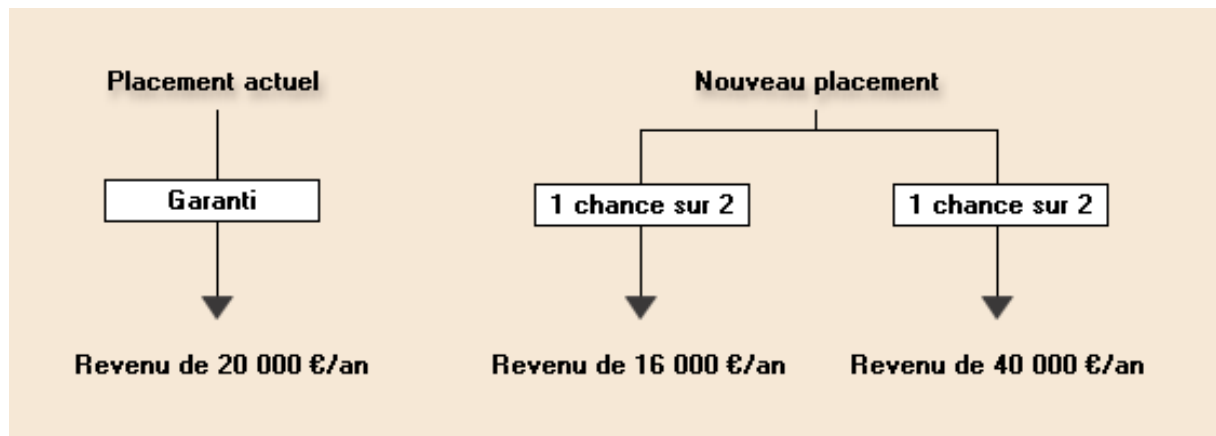 Placement actuel
Nouveau placement
Garanti
1 chance sur 2
1 chance sur 2
Revenu de 20 000 €/an
Revenu de 16 000 €/an
Revenu de 40 000 €/an